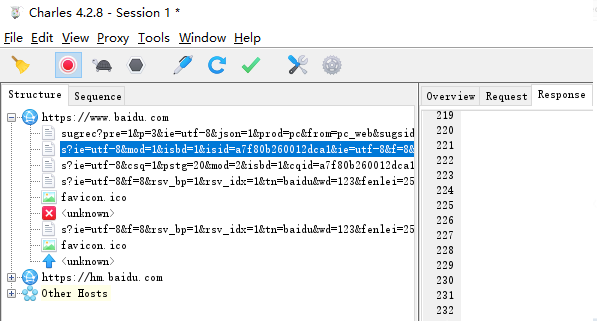 Charles 4.2.8 - Session 1 *
File Edit View Proxy Tools Window Help
Structure Sequence
https://www.baidu.com
sugrec?pre=1&p=3&ie=utf-8&json=1&prod=pc&from=pc_web&sugsid
s?ie=utf-8&mod=1&isbd=1&isid=a7f80b260012dca1&ie=utf-8&f=8&
s?ie=utf-8&csq=1&pstg=20&mod=2&isbd=1&cqid=a7f80b260012dca1
s?ie=utf-8&f=8&rsv_bp=1&rsv_idx=1&tn=baidu&wd=123&fenlei=25
favicon.ico
<unknown>
s?ie=utf-8&f=8&rsv_bp=1&rsv_idx=1&tn=baidu&wd=123&fenlei=25
favicon.ico
<unknown>
https://hm.baidu.com
Other Hosts
Overview Request Response
219
220
221
222
223
224
225
226
227
228
229
230
231
232